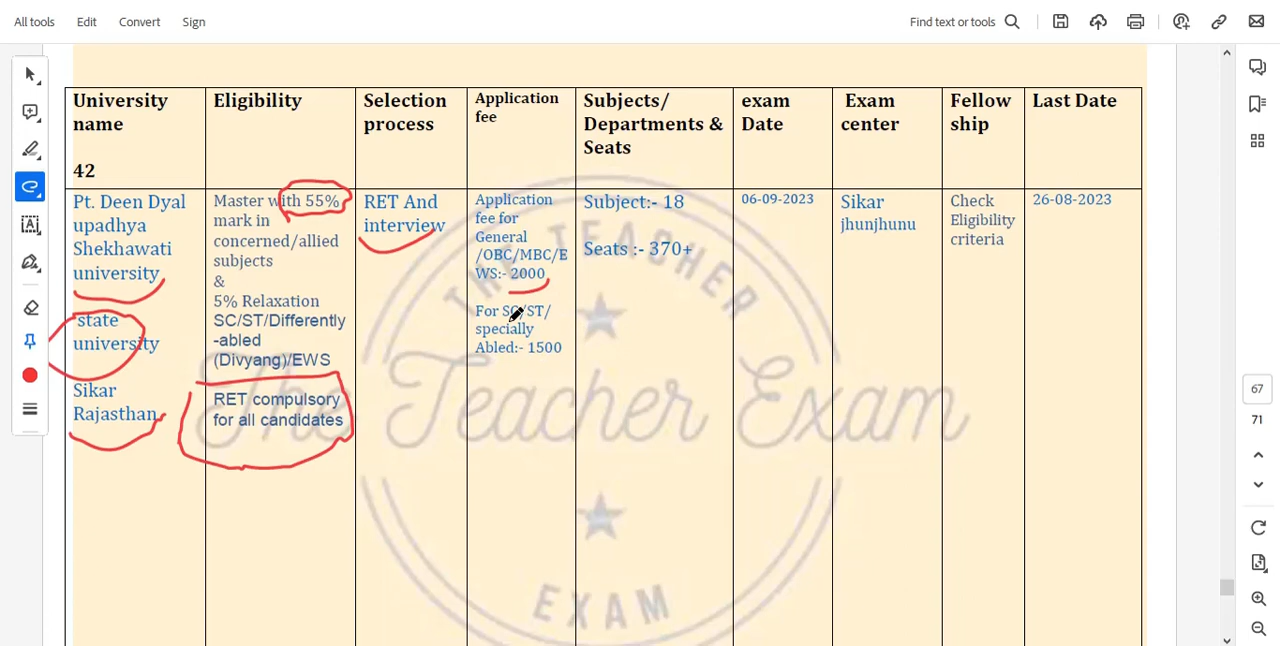 All tools Edit Convert Sign Find text or tools
University name
42
Eligibility
Selection process
Application fee
Subjects/ Departments & Seats
exam Date
Exam center
Fellow ship
Last Date
Pt. Deen Dyal
upadhya
Shekhawati
university
state
university
Sikar
Rajasthan
Master with 55%
mark in
concerned/allied
subjects
&
5% Relaxation
SC/ST/Differently
-abled
(Divyang)/EWS
RET compulsory
for all candidates
RET And
interview
Application
fee for
General
/OBC/MBC/E
WS:- 2000
For SC/ST/
specially
Abled:- 1500
Subject:- 18
Seats :- 370+
06-09-2023
Sikar
jhunjhunu
Check
Eligibility
criteria
26-08-2023
67
71
THE TEACHER
The Teacher Exam
EXAM